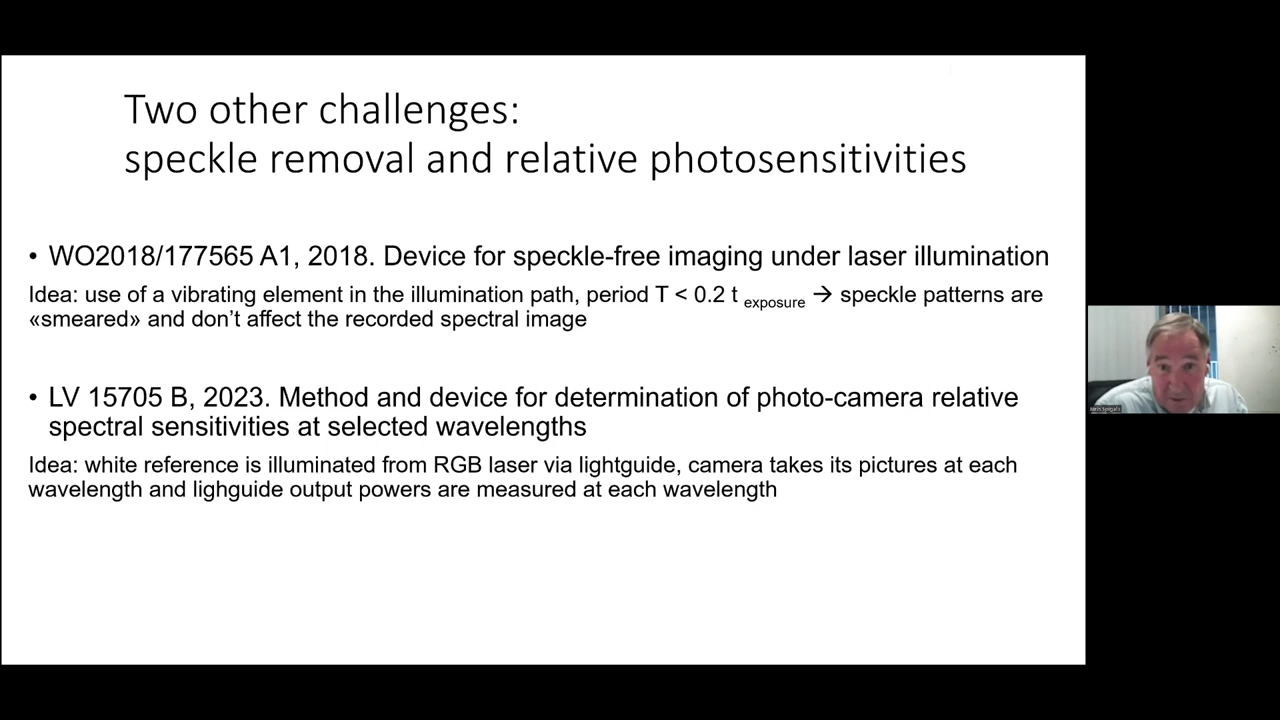 Two other challenges:
speckle removal and relative photosensitivities
• WO2018/177565 A1, 2018. Device for speckle-free imaging under laser illumination
Idea: use of a vibrating element in the illumination path, period T < 0.2 t exposure → speckle patterns are
«smeared» and don’t affect the recorded spectral image
• LV 15705 B, 2023. Method and device for determination of photo-camera relative
spectral sensitivities at selected wavelengths
Idea: white reference is illuminated from RGB laser via lightguide, camera takes its pictures at each
wavelength and lighguide output powers are measured at each wavelength